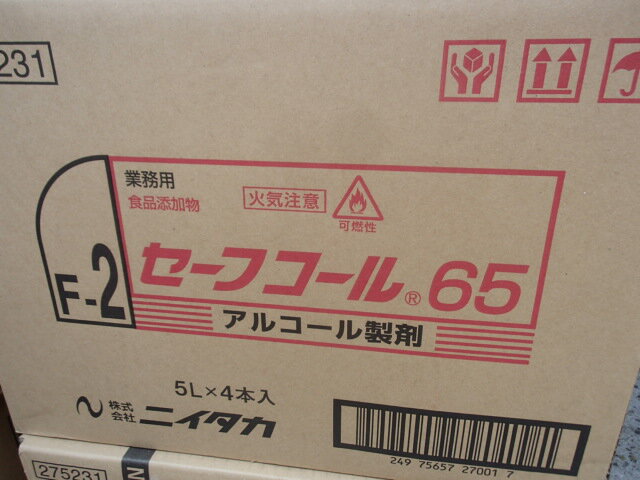 231
業務用
食品添加物
火気注意
可燃性
F-2
セーフコール® 65
アルコール製剤
5L×4本入
株式会社 ニイタカ
249 75657 27001 7
275231
N